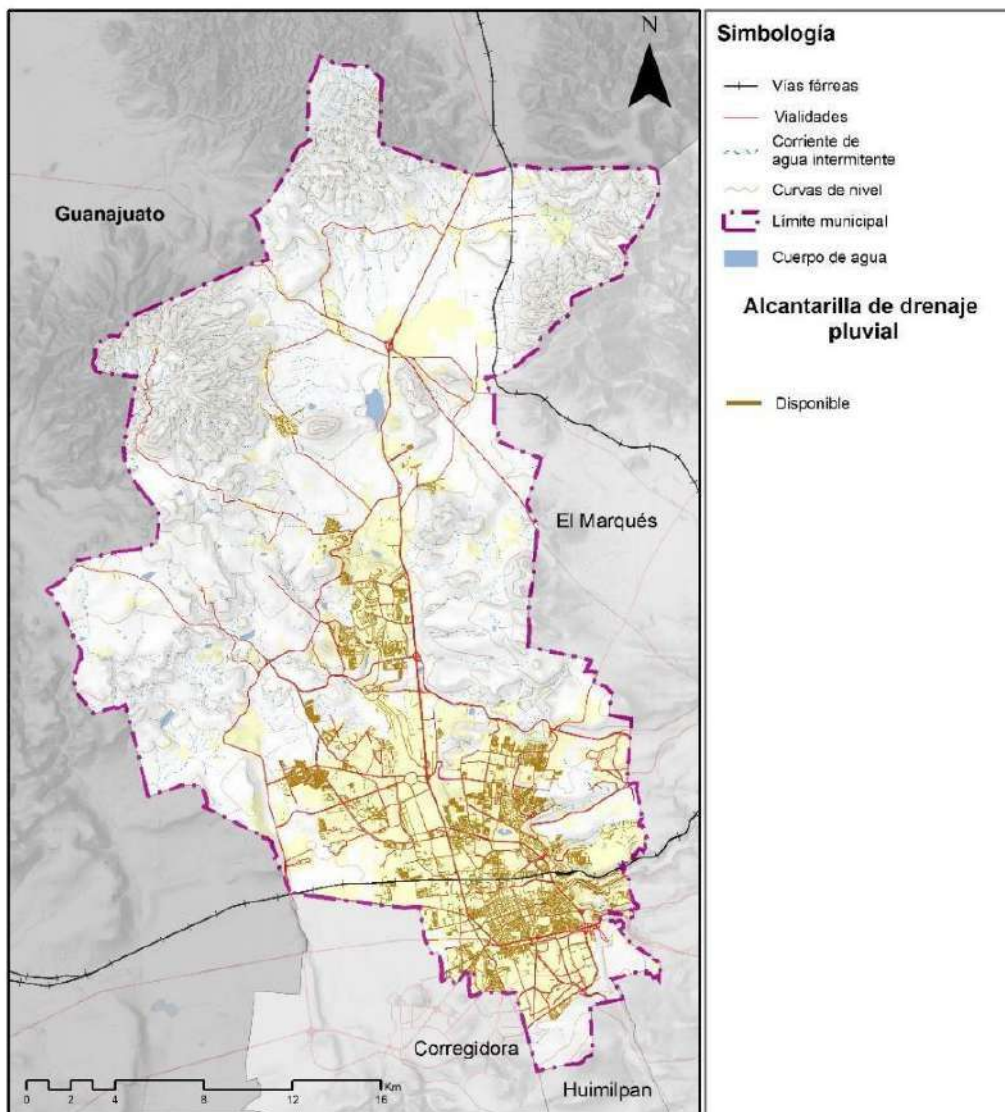 N
Guanajuato
El Marqués
Corregidora
Huimilpan
Km
0 2 4 8 12 16
Simbología
Vías férreas
Vialidades
Corriente de
agua intermitente
Curvas de nivel
Límite municipal
Cuerpo de agua
Alcantarilla de drenaje
pluvial
Disponible